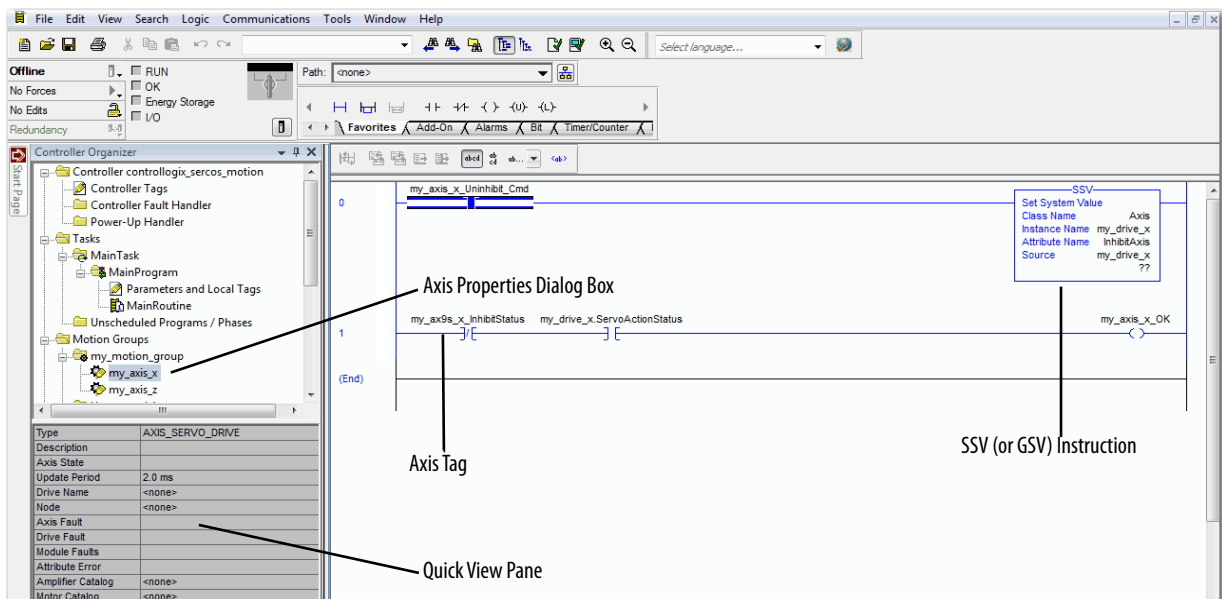 File Edit View Search Logic Communications Tools Window Help
Select language...
Offline
RUN
Path: <none>
No Forces
OK
Energy Storage
No Edits
I/O
Redundancy
Favorites Add-On Alarms Bit Timer/Counter
Start Page
Controller Organizer
abcd ab cd ab... <ab>
Controller controllogix_sercos_motion
Controller Tags
Controller Fault Handler
Power-Up Handler
Tasks
MainTask
MainProgram
Parameters and Local Tags
MainRoutine
Unscheduled Programs / Phases
Motion Groups
my_motion_group
my_axis_x
my_axis_z
Type AXIS_SERVO_DRIVE
Description
Axis State
Update Period 2.0 ms
Drive Name <none>
Node <none>
Axis Fault
Drive Fault
Module Faults
Attribute Error
Amplifier Catalog <none>
Motor Catalog <none>
0
my_axis_x_Uninhibit_Cmd
SSV
Set System Value
Class Name Axis
Instance Name my_drive_x
Attribute Name InhibitAxis
Source my_drive_x
??
Axis Properties Dialog Box
1
my_ax9s_x_InhibitStatus my_drive_x.ServoActionStatus my_axis_x_OK
(End)
Axis Tag
SSV (or GSV) Instruction
Quick View Pane